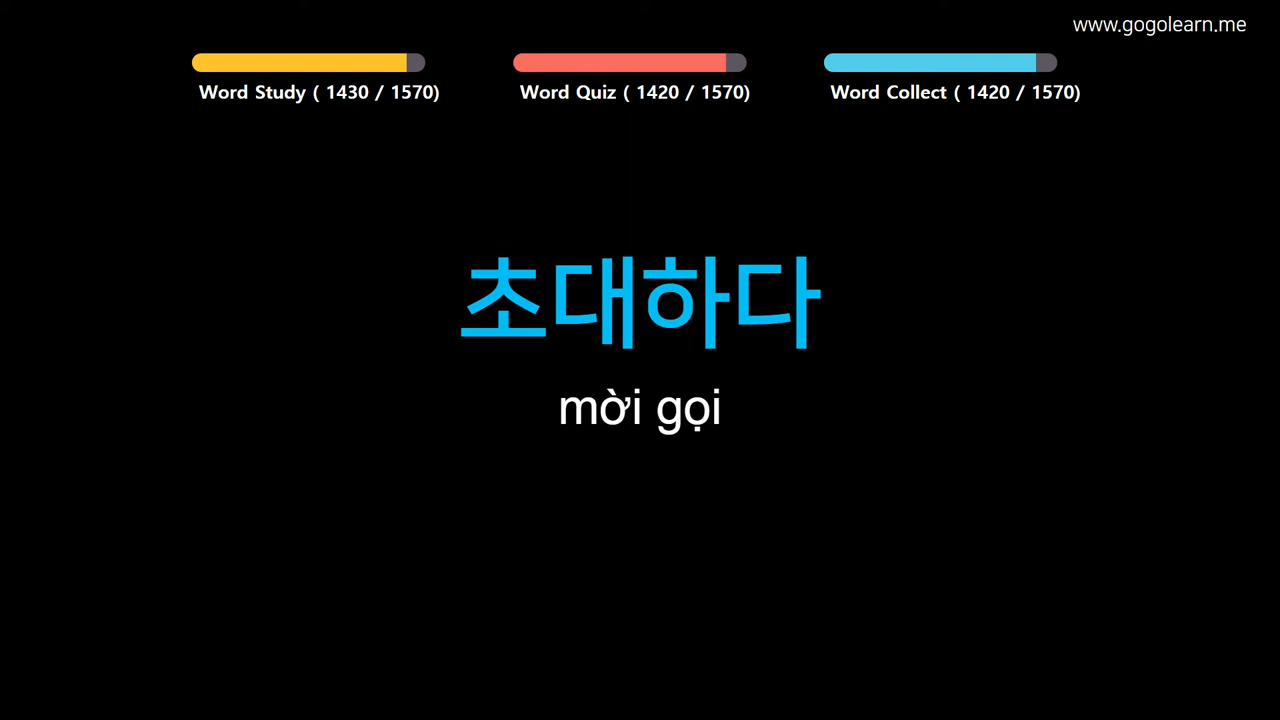 www.gogolearn.me
Word Study ( 1430 / 1570)
Word Quiz ( 1420 / 1570)
Word Collect ( 1420 / 1570)
초대하다
mời gọi